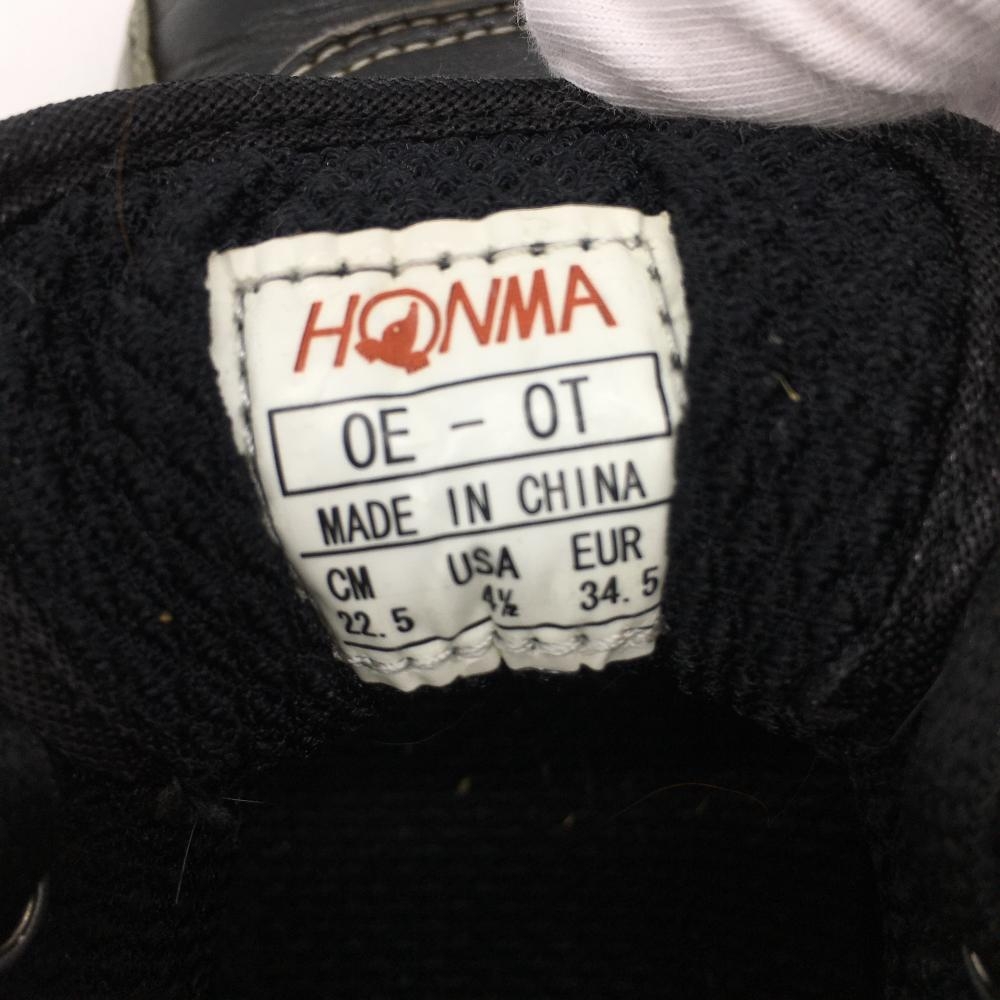 HONMA
OE - OT
MADE IN CHINA
CM USA EUR
22.5 4½ 34.5